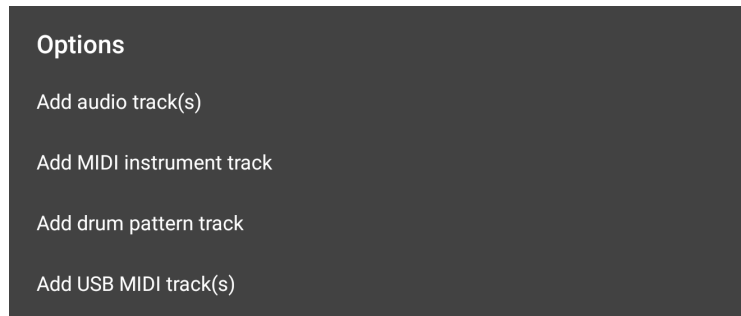 Options
Add audio track(s)
Add MIDI instrument track
Add drum pattern track
Add USB MIDI track(s)